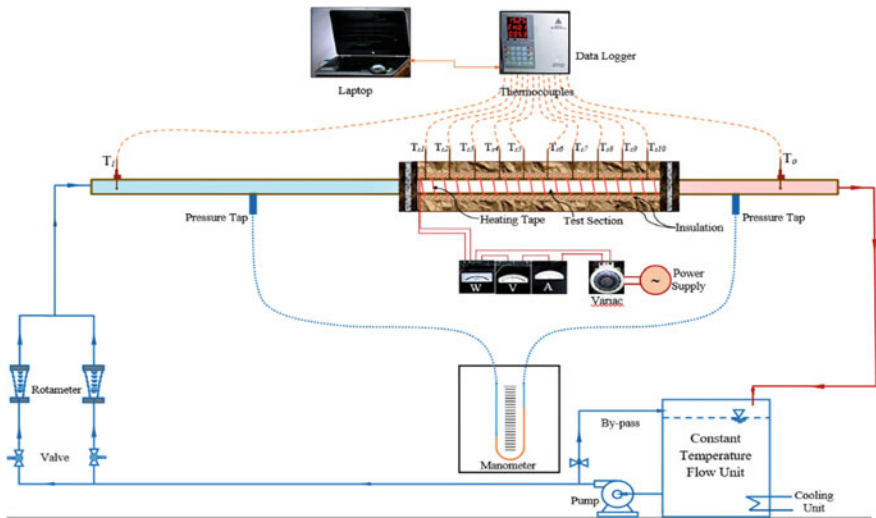 Data Logger
Laptop
Thermocouples
Ts1 Ts2 Ts3 Ts4 Ts5 Ts6 Ts7 Ts8 Ts9 Ts10
Ti
To
Pressure Tap
Heating Tape
Test Section
Insulation
Pressure Tap
W
V
A
Variac
~
Power
Supply
Rotameter
Valve
Manometer
By-pass
Pump
Constant
Temperature
Flow Unit
Cooling
Unit